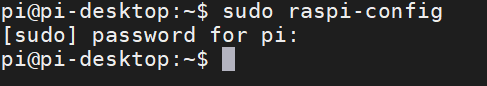 pi@pi-desktop:~$ sudo raspi-config
[sudo] password for pi:
pi@pi-desktop:~$